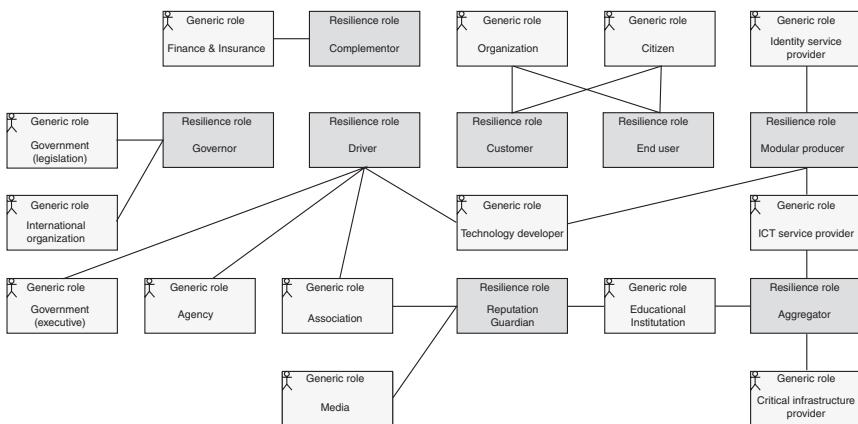 Generic role
Finance & Insurance
Resilience role
Complementor
Generic role
Organization
Generic role
Citizen
Generic role
Identity service
provider
Generic role
Government
(legislation)
Resilience role
Governor
Resilience role
Driver
Resilience role
Customer
Resilience role
End user
Resilience role
Modular producer
Generic role
International
organization
Generic role
Technology developer
Generic role
ICT service provider
Generic role
Government
(executive)
Generic role
Agency
Generic role
Association
Resilience role
Reputation
Guardian
Generic role
Educational
Institution
Resilience role
Aggregator
Generic role
Media
Generic role
Critical infrastructure
provider